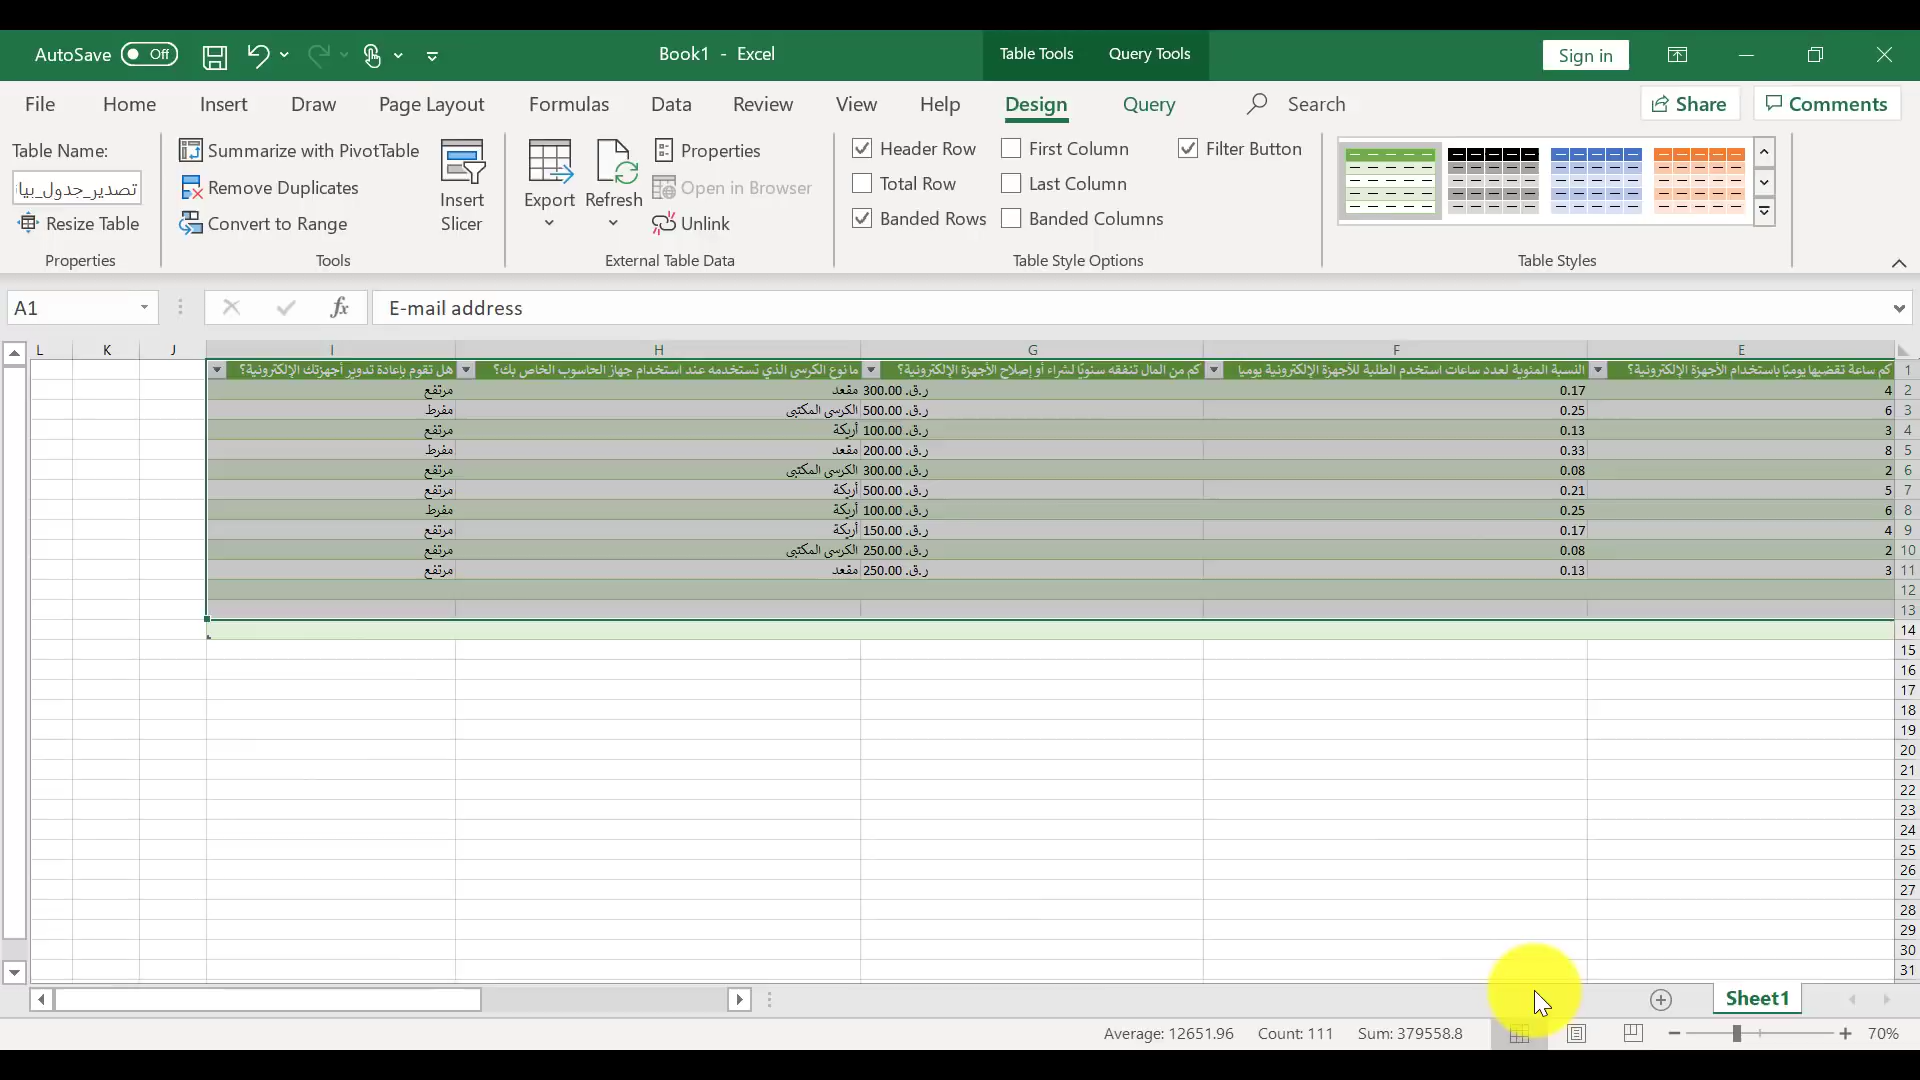 AutoSave Off
Book1 - Excel
Table Tools Query Tools
Sign in
File Home Insert Draw Page Layout Formulas Data Review View Help Design Query Search
Share Comments
Table Name:
تصدير_جدول_بيا
Resize Table
Properties
Summarize with PivotTable
Remove Duplicates
Convert to Range
Tools
Insert Slicer
Export
Refresh
Properties
Open in Browser
Unlink
External Table Data
Header Row
Total Row
Banded Rows
First Column
Last Column
Banded Columns
Filter Button
Table Style Options
Table Styles
A1 fx E-mail address
L K J I H G F E
كم ساعة تقضيها يوميًا باستخدام الأجهزة الإلكترونية؟ النسبة المئوية لعدد ساعات استخدم الطلبة للأجهزة الإلكترونية يوميا كم من المال تنفقه سنويًا لشراء أو إصلاح الأجهزة الإلكترونية؟ ما نوع الكرسي الذي تستخدمه عند استخدام جهاز الحاسوب الخاص بك؟ هل تقوم بإعادة تدوير أجهزتك الإلكترونية؟ 1
2 4 0.17 ر.ق. 300.00 مقعد مرتفع
3 6 0.25 ر.ق. 500.00 الكرسي المكتبي مفرط
4 3 0.13 ر.ق. 100.00 أريكة مرتفع
5 8 0.33 ر.ق. 200.00 مقعد مفرط
6 2 0.08 ر.ق. 300.00 الكرسي المكتبي مرتفع
7 5 0.21 ر.ق. 500.00 أريكة مرتفع
8 6 0.25 ر.ق. 100.00 أريكة مفرط
9 4 0.17 ر.ق. 150.00 أريكة مرتفع
10 2 0.08 ر.ق. 250.00 الكرسي المكتبي مرتفع
11 3 0.13 ر.ق. 250.00 مقعد مرتفع
12
13
14
15
16
17
18
19
20
21
22
23
24
25
26
27
28
29
30
31
Sheet1
Average: 12651.96 Count: 111 Sum: 379558.8 70%